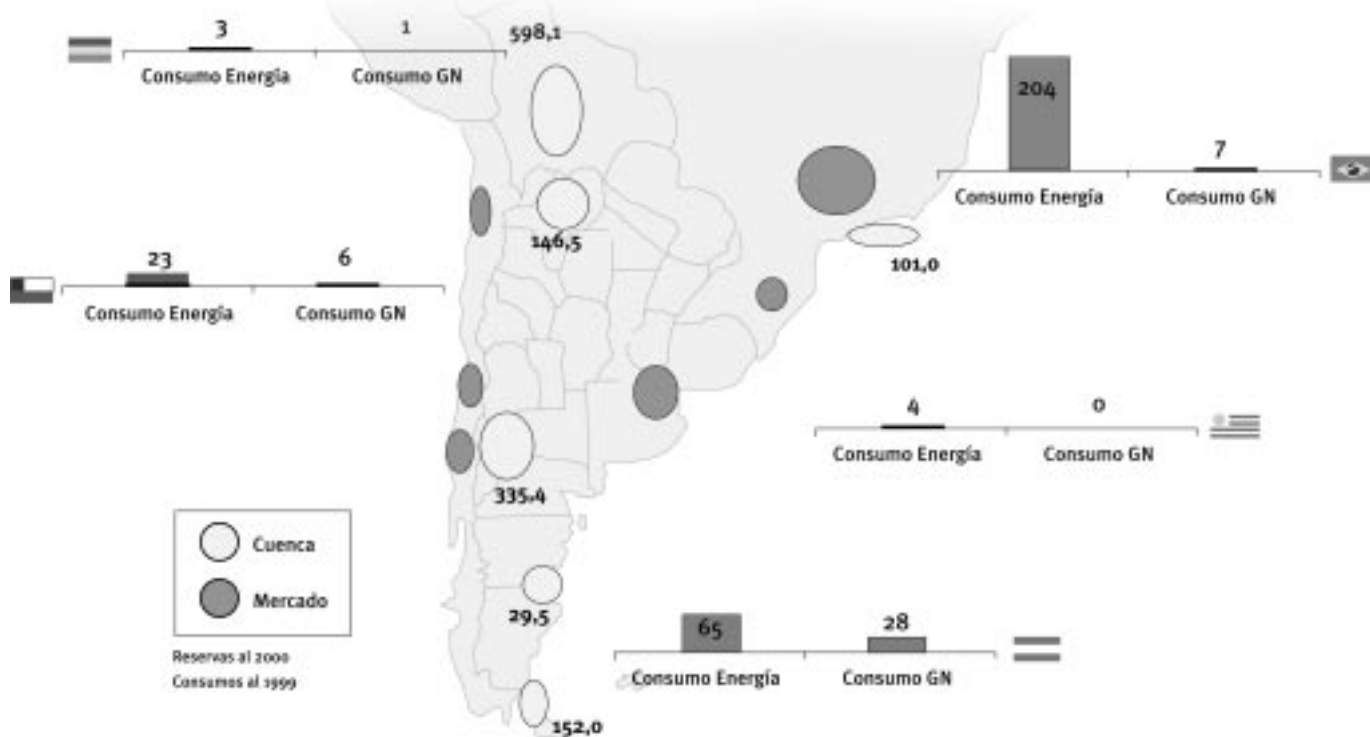 3
1
Consumo Energía
Consumo GN
598,1
204
7
Consumo Energía
Consumo GN
146,5
101,0
23
6
Consumo Energía
Consumo GN
4
0
Consumo Energía
Consumo GN
335,4
Cuenca
Mercado
29,5
65
28
Consumo Energía
Consumo GN
Reservas al 2000
Consumos al 1999
152,0